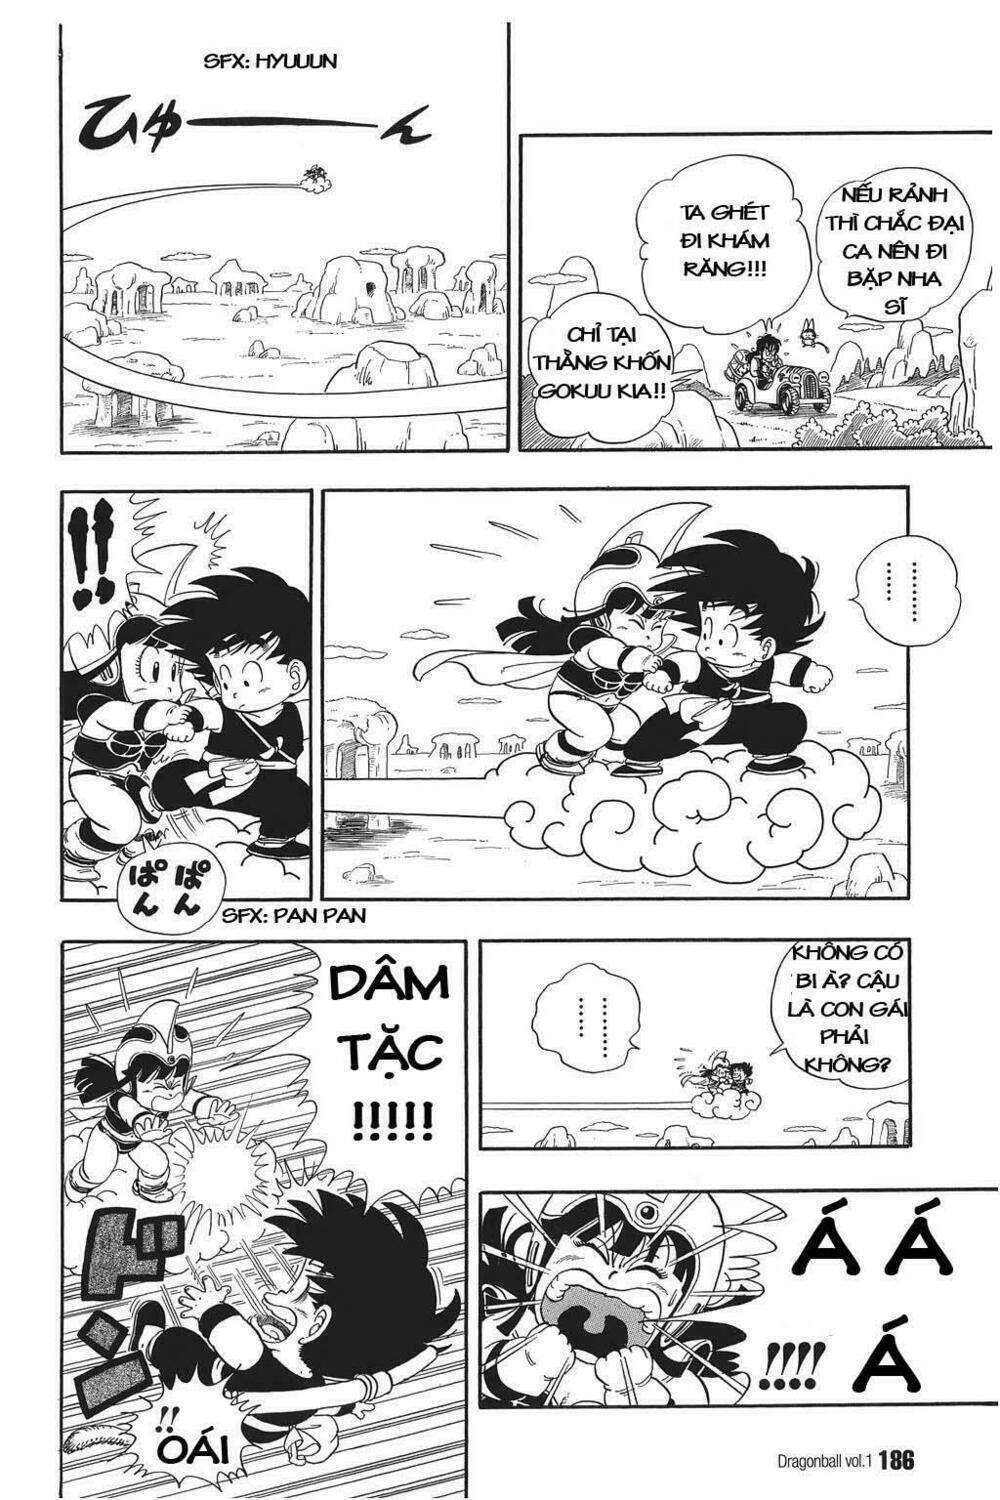 NẾU RẢNH
THÌ CHẮC ĐẠI
CA NÊN ĐI
BẶP NHA
SĨ
TA GHÉT
ĐI KHÁM
RĂNG!!!
CHỈ TẠI
THẰNG KHỐN
GOKUU KIA!!
SFX: HYUUUN
ひゅーん
‥‥‥
‥‥‥
!!
ぱん
ぱん
SFX: PAN PAN
KHÔNG CÓ
BI À? CẬU
LÀ CON GÁI
PHẢI
KHÔNG?
‥‥‥
‥‥‥
Á Á
Á
!!!!
DÂM
TẶC
!!!!!
ドン
!!
OÁI
Dragonball vol.1 186